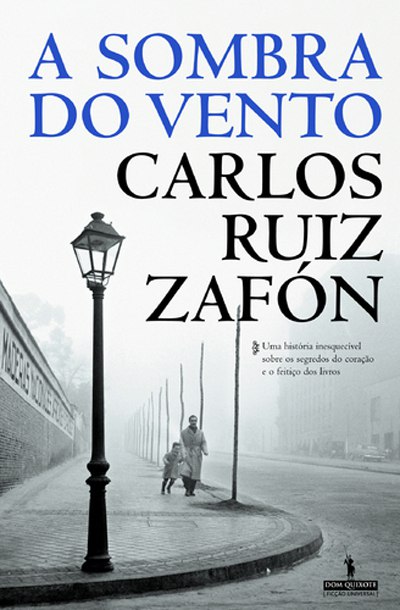 A SOMBRA
DO VENTO
CARLOS
RUIZ
ZAFÓN
Uma história inesquecível
sobre os segredos do coração
e o feitiço dos livros
DOM QUIXOTE
FICÇÃO UNIVERSAL